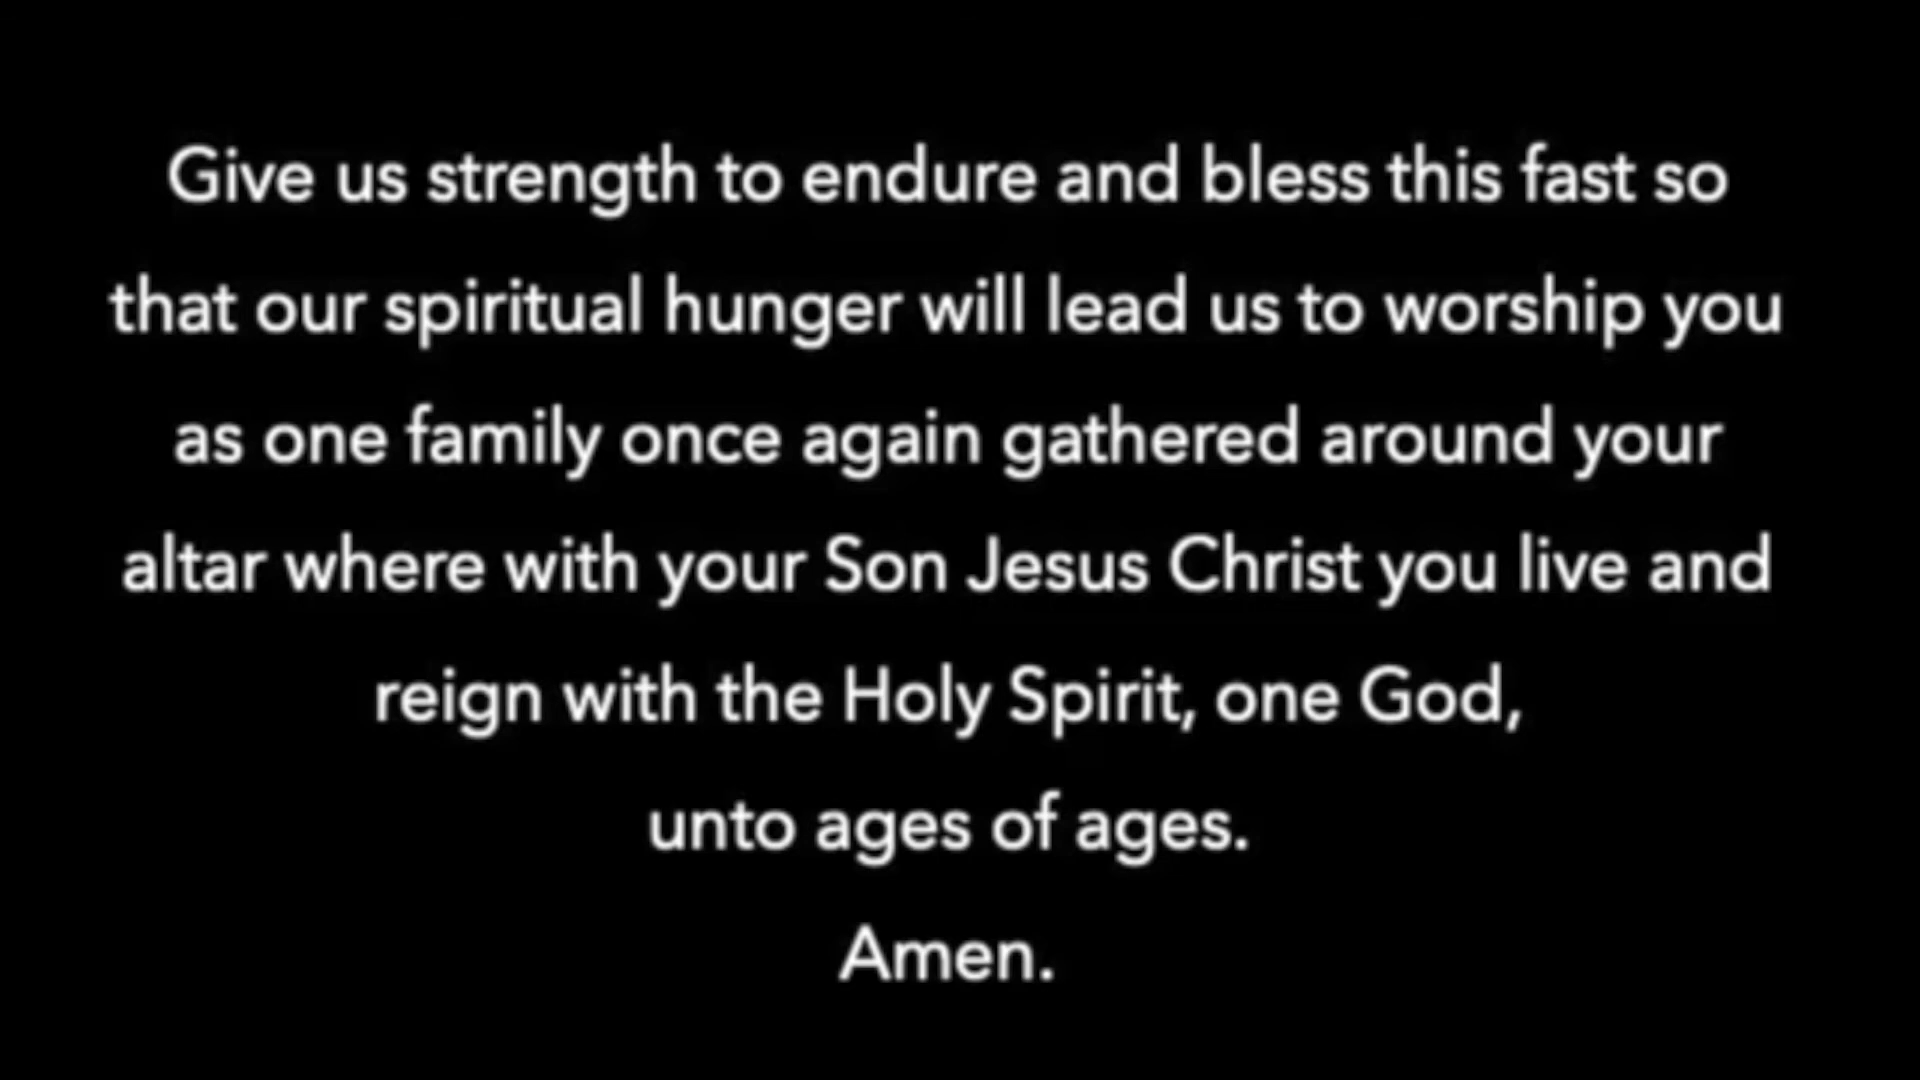 Give us strength to endure and bless this fast so
that our spiritual hunger will lead us to worship you
as one family once again gathered around your
altar where with your Son Jesus Christ you live and
reign with the Holy Spirit, one God,
unto ages of ages.
Amen.